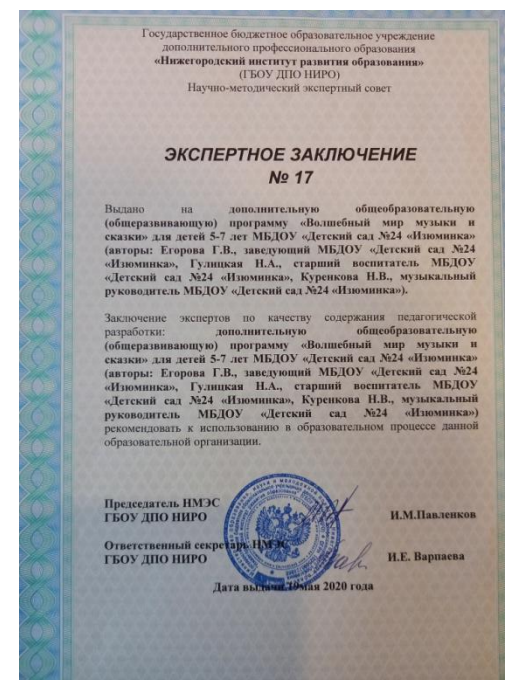 Государственное бюджетное образовательное учреждение
дополнительного профессионального образования
«Нижегородский институт развития образования»
(ГБОУ ДПО НИРО)
Научно-методический экспертный совет
ЭКСПЕРТНОЕ ЗАКЛЮЧЕНИЕ
№ 17
Выдано на дополнительную общеобразовательную
(общеразвивающую) программу «Волшебный мир музыки и
сказки» для детей 5-7 лет МБДОУ «Детский сад №24 «Изюминка»
(авторы: Егорова Г.В., заведующий МБДОУ «Детский сад №24
«Изюминка», Гулицкая Н.А., старший воспитатель МБДОУ
«Детский сад №24 «Изюминка», Куренкова Н.В., музыкальный
руководитель МБДОУ «Детский сад №24 «Изюминка»).
Заключение экспертов по качеству содержания педагогической
разработки: дополнительную общеобразовательную
(общеразвивающую) программу «Волшебный мир музыки и
сказки» для детей 5-7 лет МБДОУ «Детский сад №24 «Изюминка»
(авторы: Егорова Г.В., заведующий МБДОУ «Детский сад №24
«Изюминка», Гулицкая Н.А., старший воспитатель МБДОУ
«Детский сад №24 «Изюминка», Куренкова Н.В., музыкальный
руководитель МБДОУ «Детский сад №24 «Изюминка»)
рекомендовать к использованию в образовательном процессе данной
образовательной организации.
Председатель НМЭС
ГБОУ ДПО НИРО И.М.Павленков
Ответственный секретарь НМЭС
ГБОУ ДПО НИРО И.Е. Варпаева
Дата выдачи 19мая 2020 года